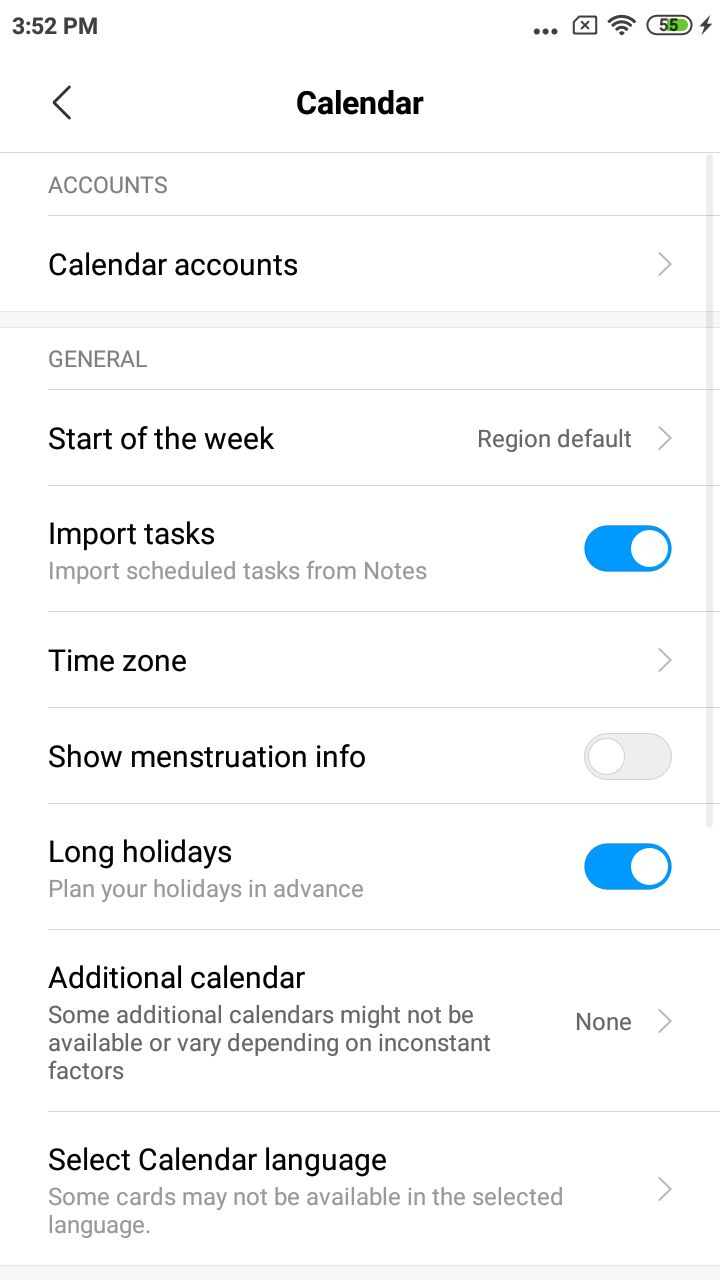 3:52 PM
55
Calendar
ACCOUNTS
Calendar accounts
GENERAL
Start of the week
Region default
Import tasks
Import scheduled tasks from Notes
Time zone
Show menstruation info
Long holidays
Plan your holidays in advance
Additional calendar
Some additional calendars might not be
available or vary depending on inconstant
factors
None
Select Calendar language
Some cards may not be available in the selected
language.